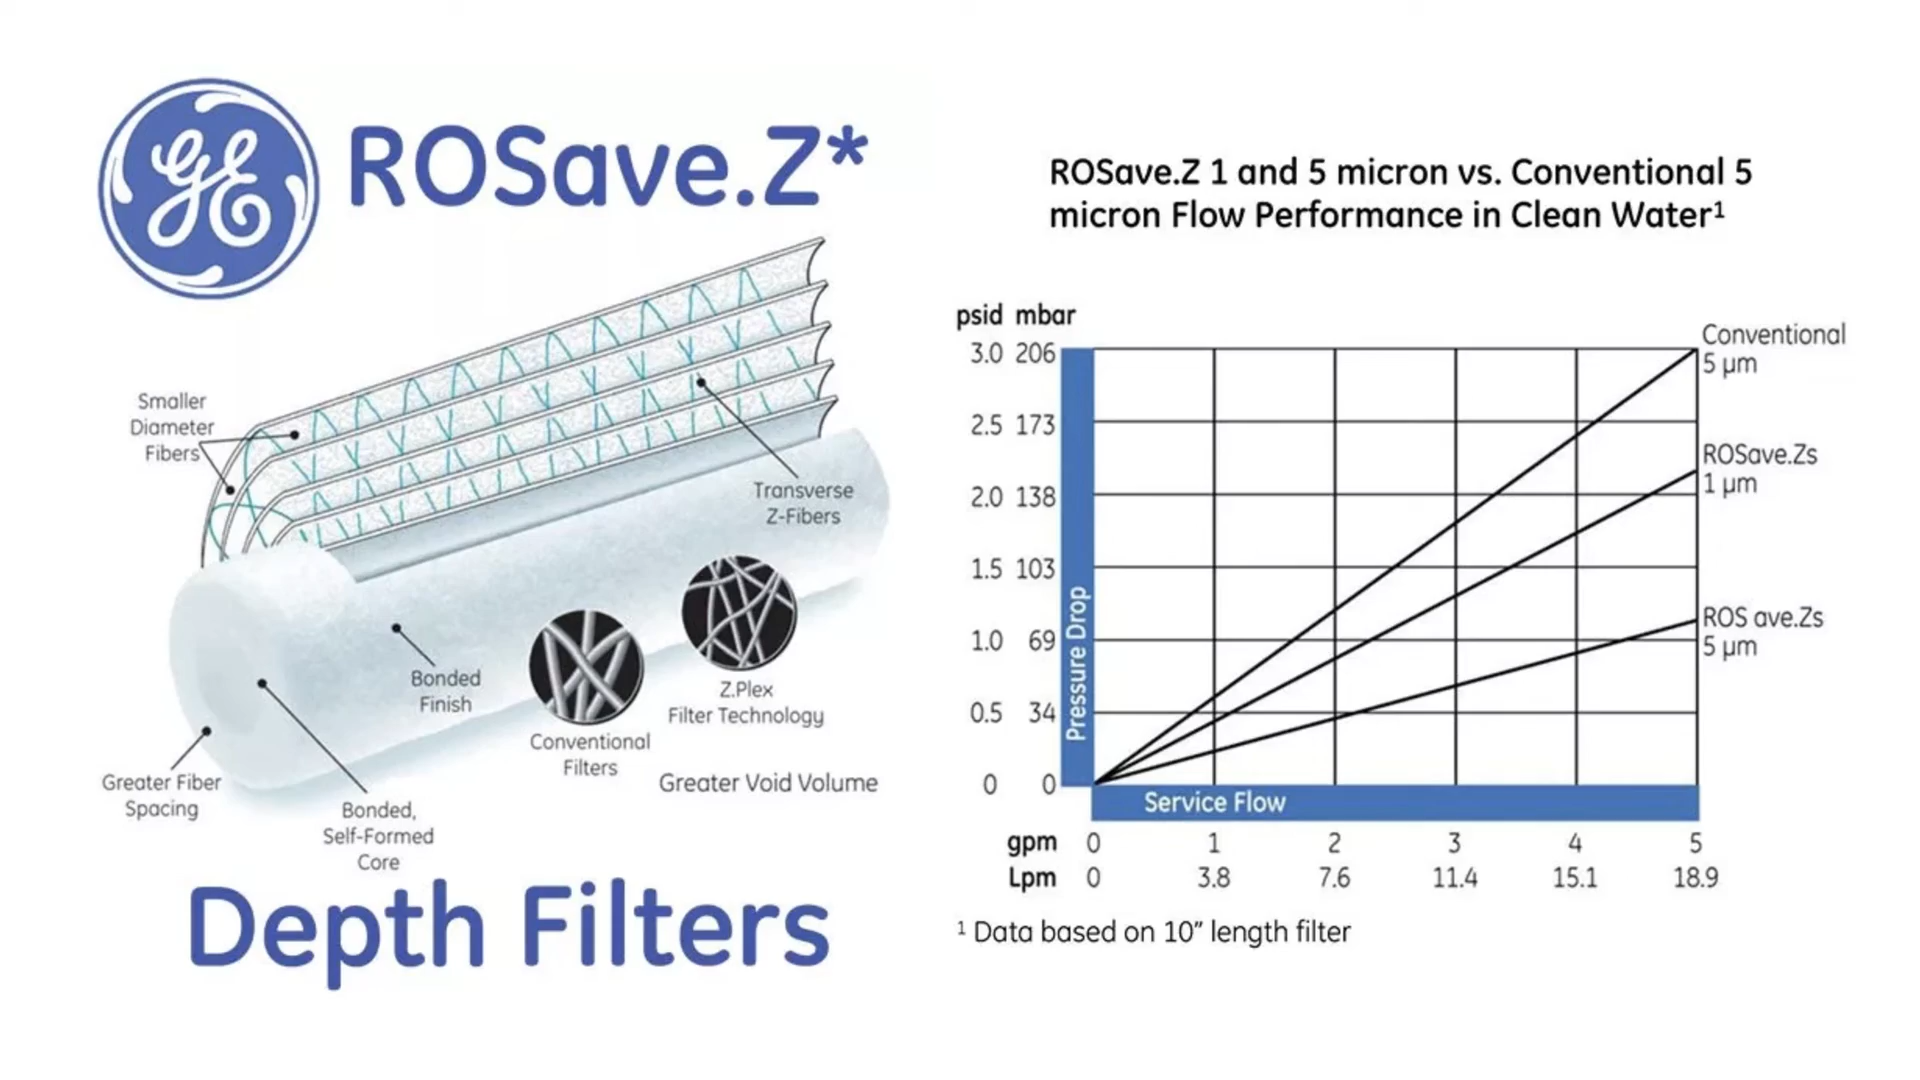 GE
ROSave.Z*
Smaller
Diameter
Fibers
Transverse
Z-Fibers
Bonded
Finish
Z.Plex
Filter Technology
Conventional
Filters
Greater Void Volume
Greater Fiber
Spacing
Bonded,
Self-Formed
Core
Depth Filters
ROSave.Z 1 and 5 micron vs. Conventional 5
micron Flow Performance in Clean Water¹
psid mbar
3.0 206
2.5 173
2.0 138
1.5 103
1.0 69
0.5 34
0 0
Pressure Drop
Conventional
5 µm
ROSave.Zs
1 µm
ROS ave.Zs
5 µm
Service Flow
gpm 0 1 2 3 4 5
Lpm 0 3.8 7.6 11.4 15.1 18.9
¹ Data based on 10” length filter